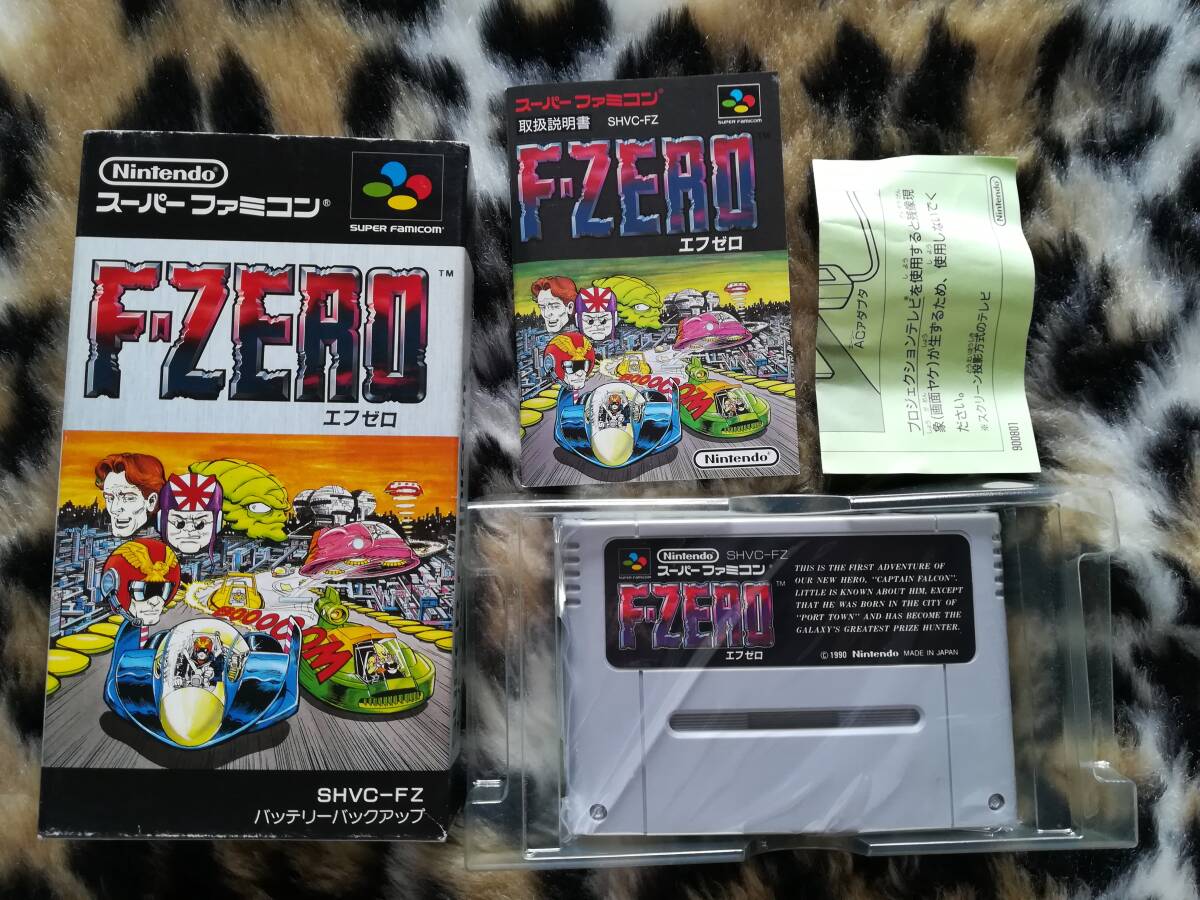 Nintendo
スーパーファミコン®
SUPER FAMICOM™
F-ZERO™
エフゼロ
BOOOOOOM
SHVC-FZ
バッテリーバックアップ
スーパーファミコン®
取扱説明書 SHVC-FZ
SUPER FAMICOM
F-ZERO™
エフゼロ
BOOOOOM
Nintendo
Nintendo
ACアダプタ
プロジェクションテレビを使用すると残像現
象(画面ヤケ)が生ずるため、使用しないでく
ださい。
※スクリーン投影方式のテレビ
900801
Nintendo SHVC-FZ
スーパーファミコン
SUPER FAMICOM
F-ZERO™
エフゼロ
THIS IS THE FIRST ADVENTURE OF
OUR NEW HERO, "CAPTAIN FALCON".
LITTLE IS KNOWN ABOUT HIM, EXCEPT
THAT HE WAS BORN IN THE CITY OF
"PORT TOWN" AND HAS BECOME THE
GALAXY'S GREATEST PRIZE HUNTER.
©1990 Nintendo MADE IN JAPAN